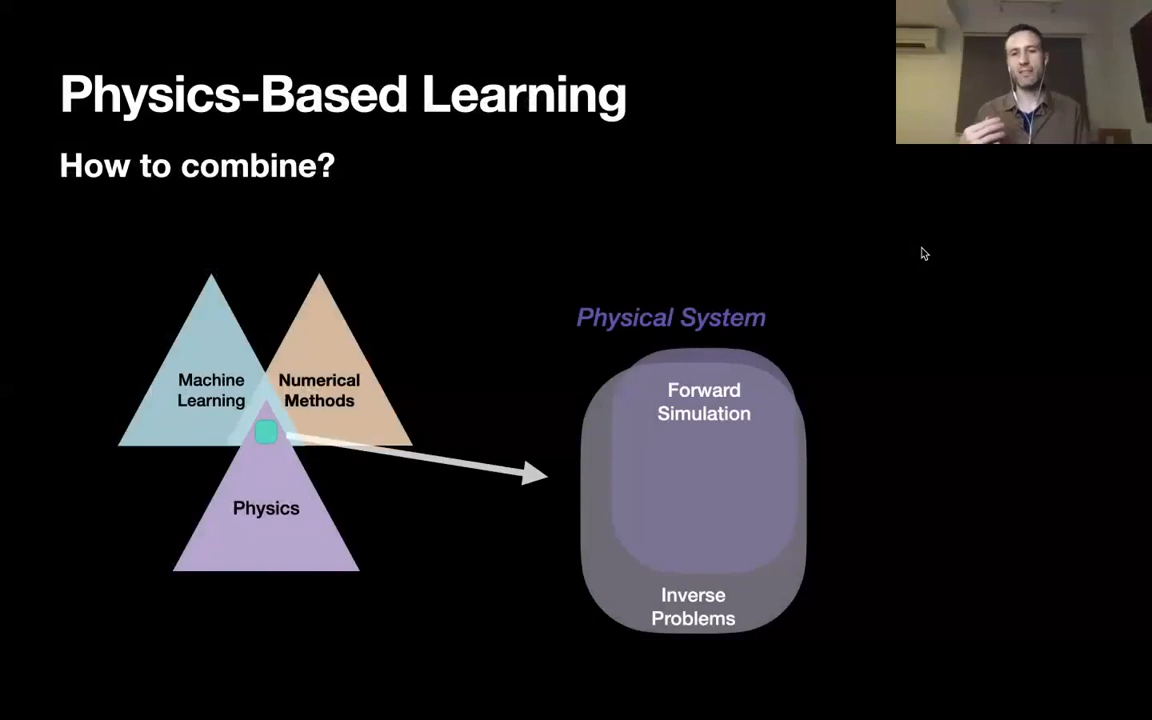 Physics-Based Learning
How to combine?
Machine
Learning
Numerical
Methods
Physics
Physical System
Forward
Simulation
Inverse
Problems